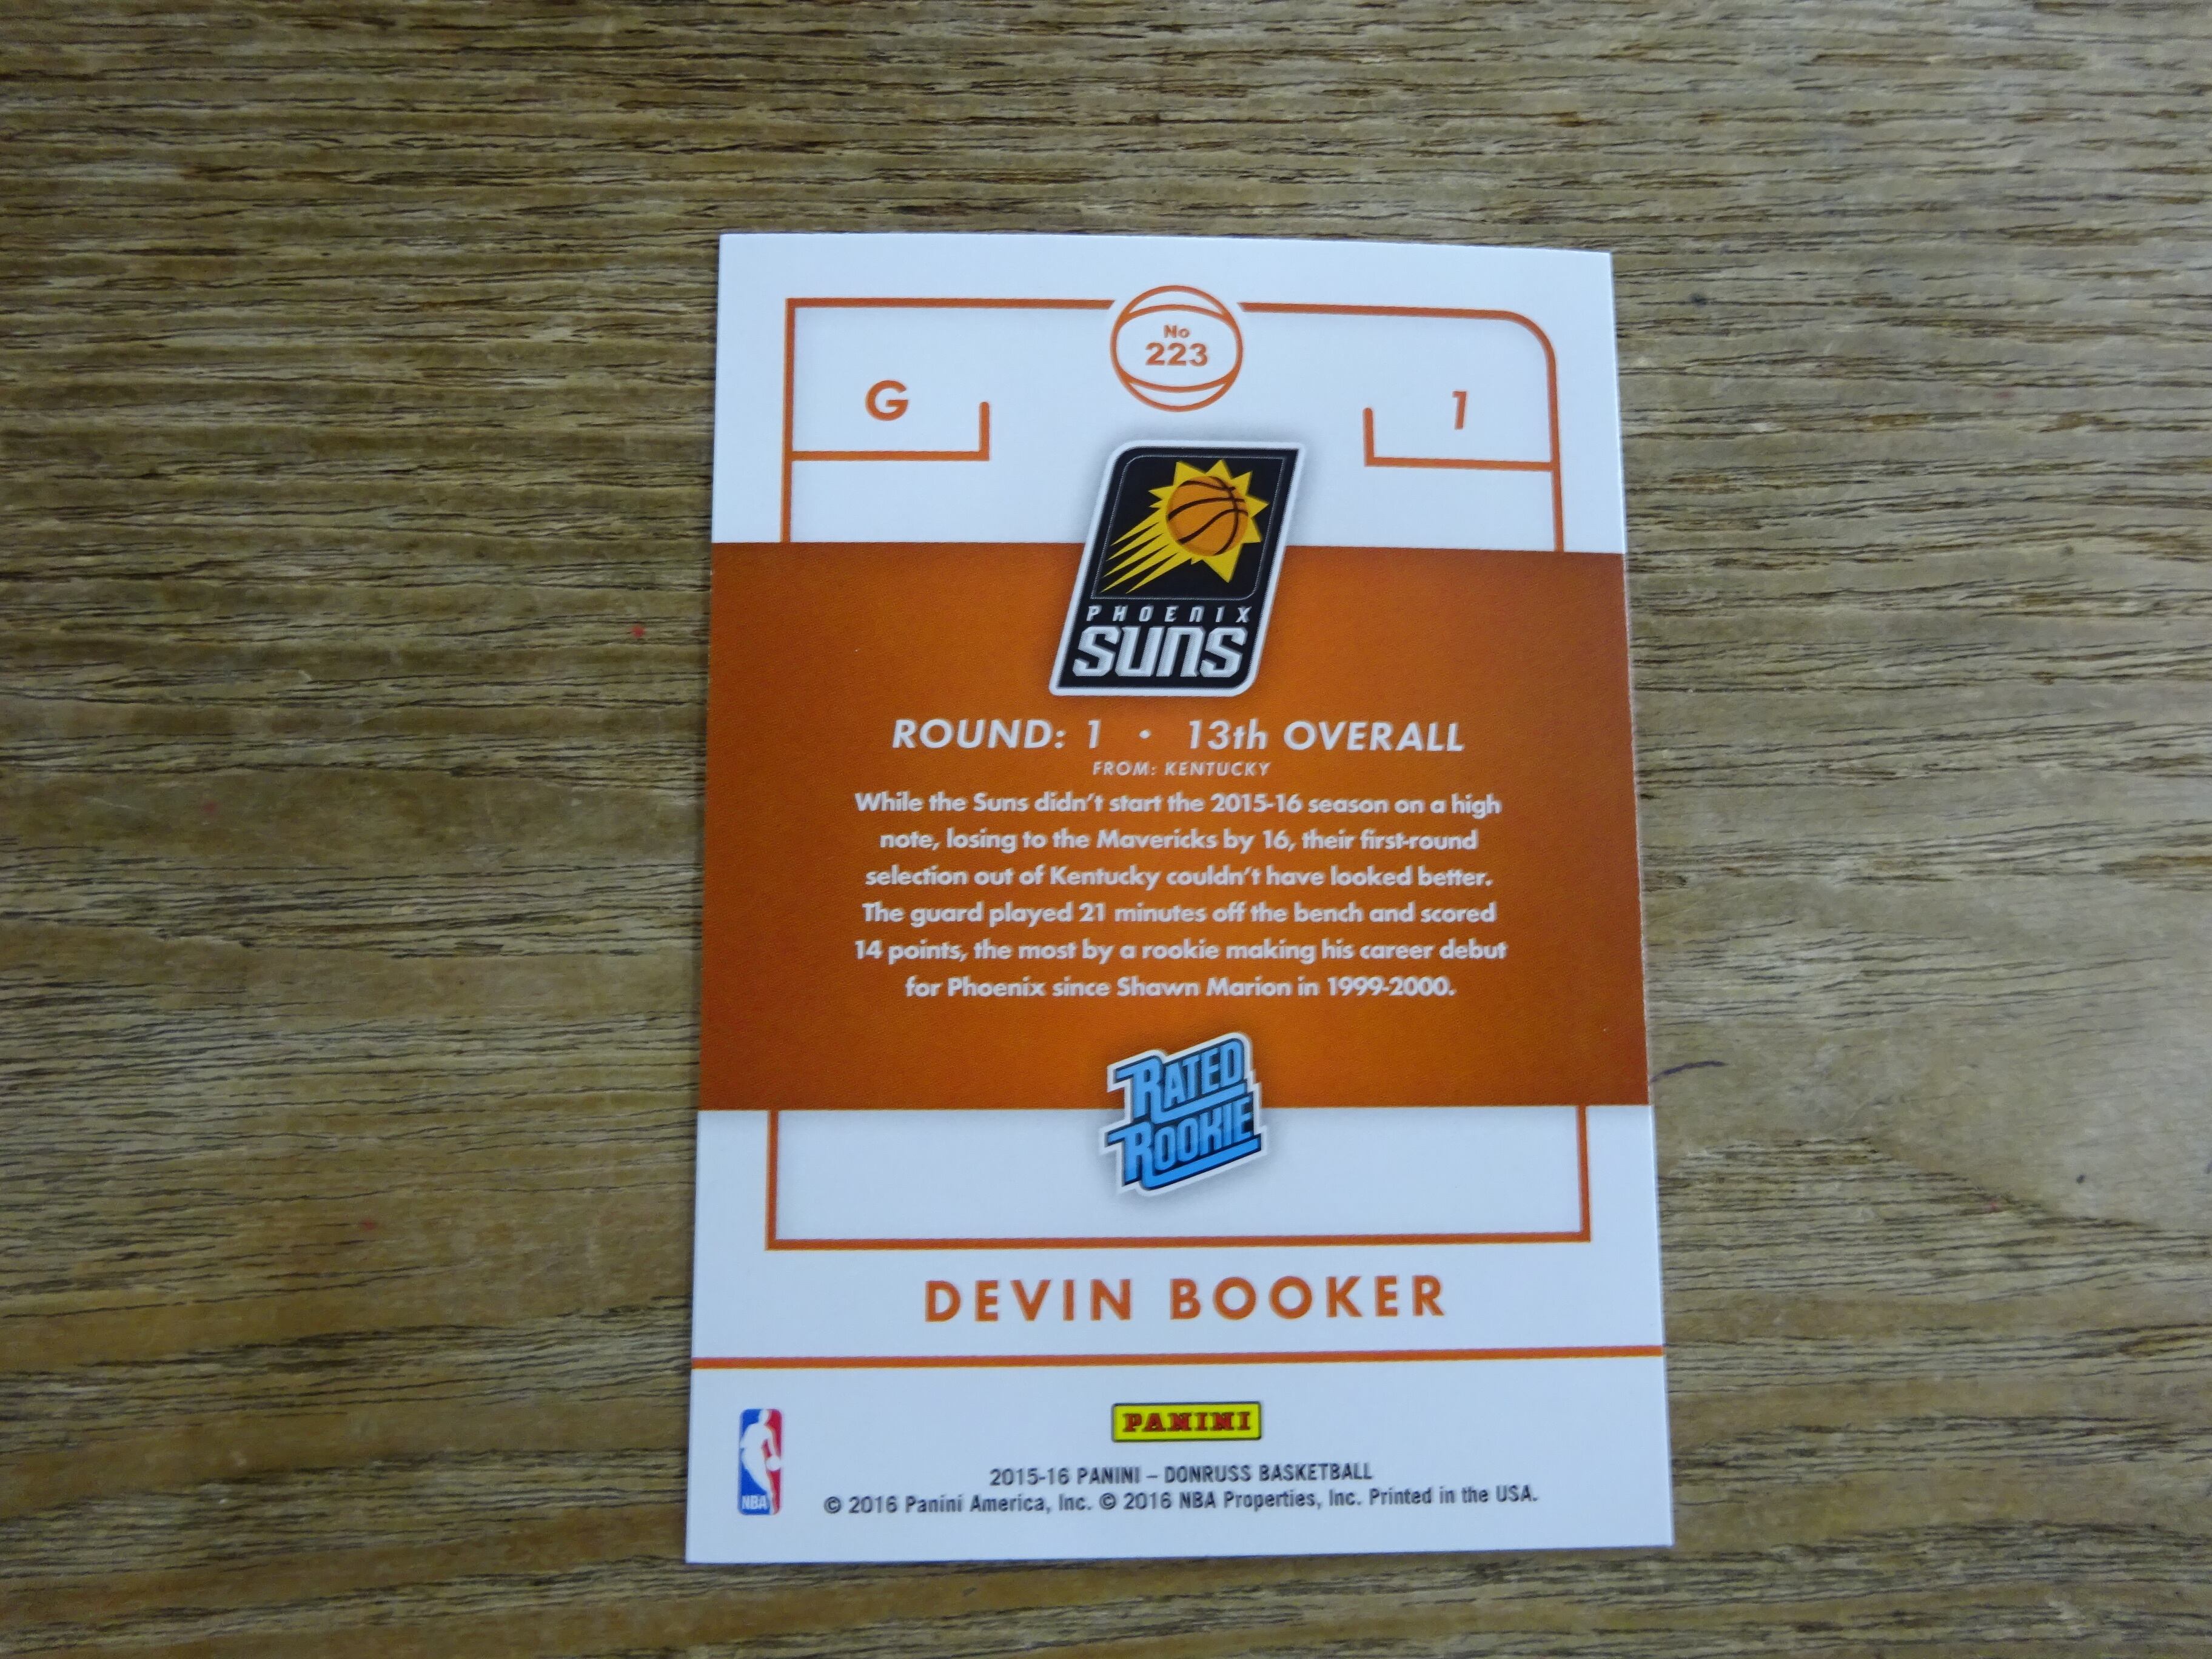 No
223
G
1
PHOENIX
SUNS
ROUND: 1 • 13th OVERALL
FROM: KENTUCKY
While the Suns didn't start the 2015-16 season on a high
note, losing to the Mavericks by 16, their first-round
selection out of Kentucky couldn't have looked better.
The guard played 21 minutes off the bench and scored
14 points, the most by a rookie making his career debut
for Phoenix since Shawn Marion in 1999-2000.
RATED
ROOKIE
DEVIN BOOKER
PANINI
NBA
2015-16 PANINI – DONRUSS BASKETBALL
© 2016 Panini America, Inc. © 2016 NBA Properties, Inc. Printed in the USA.